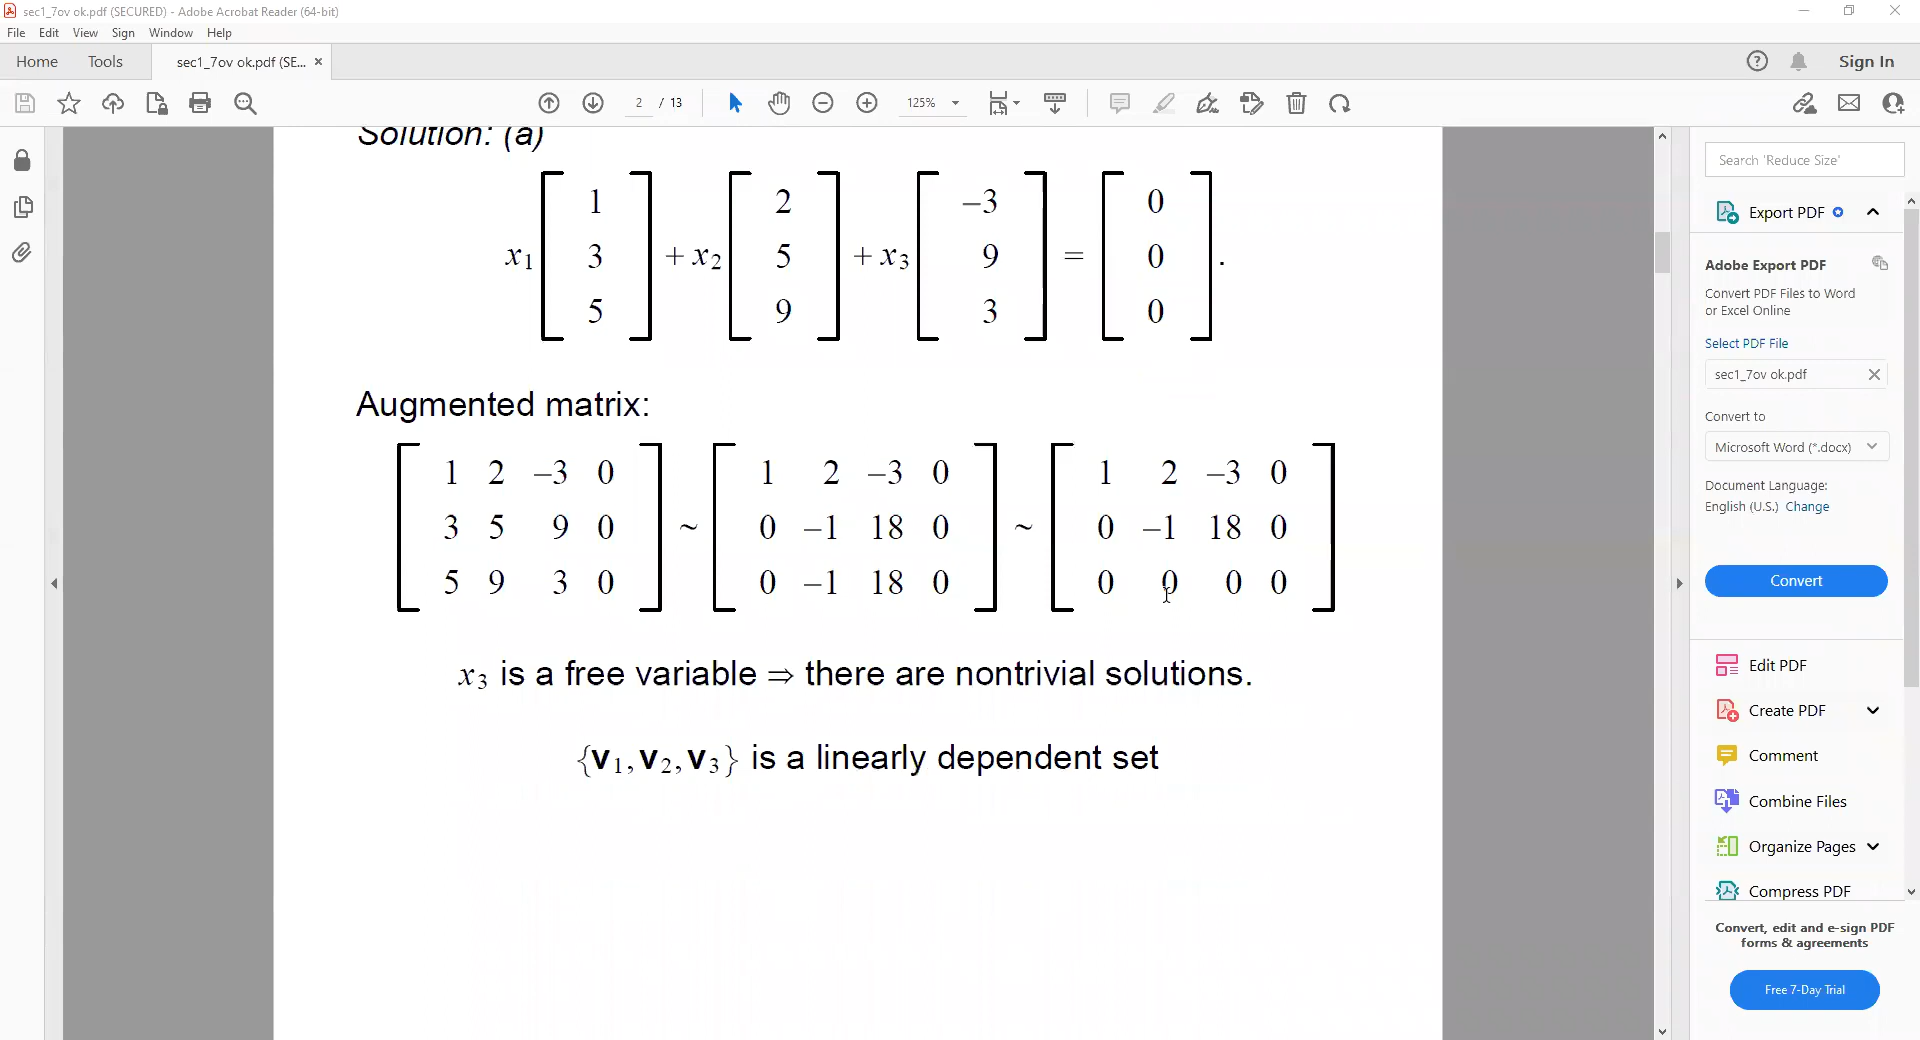 sec1_7ov ok.pdf (SECURED) - Adobe Acrobat Reader (64-bit)
File Edit View Sign Window Help
Home Tools sec1_7ov ok.pdf (SE... × Sign In
2 / 13 125%
Solution: (a)
x₁ [1 3 5] + x₂ [2 5 9] + x₃ [–3 9 3] = [0 0 0] .
Augmented matrix:
1 2 –3 0 1 2 –3 0 1 2 –3 0
3 5 9 0 ~ 0 –1 18 0 ~ 0 –1 18 0
5 9 3 0 0 –1 18 0 0 0 0 0
x₃ is a free variable ⇒ there are nontrivial solutions.
{v₁, v₂, v₃} is a linearly dependent set
Search 'Reduce Size'
Export PDF
Adobe Export PDF
Convert PDF Files to Word
or Excel Online
Select PDF File
sec1_7ov ok.pdf
Convert to
Microsoft Word (*.docx)
Document Language:
English (U.S.) Change
Convert
Edit PDF
Create PDF
Comment
Combine Files
Organize Pages
Compress PDF
Convert, edit and e-sign PDF
forms & agreements
Free 7-Day Trial